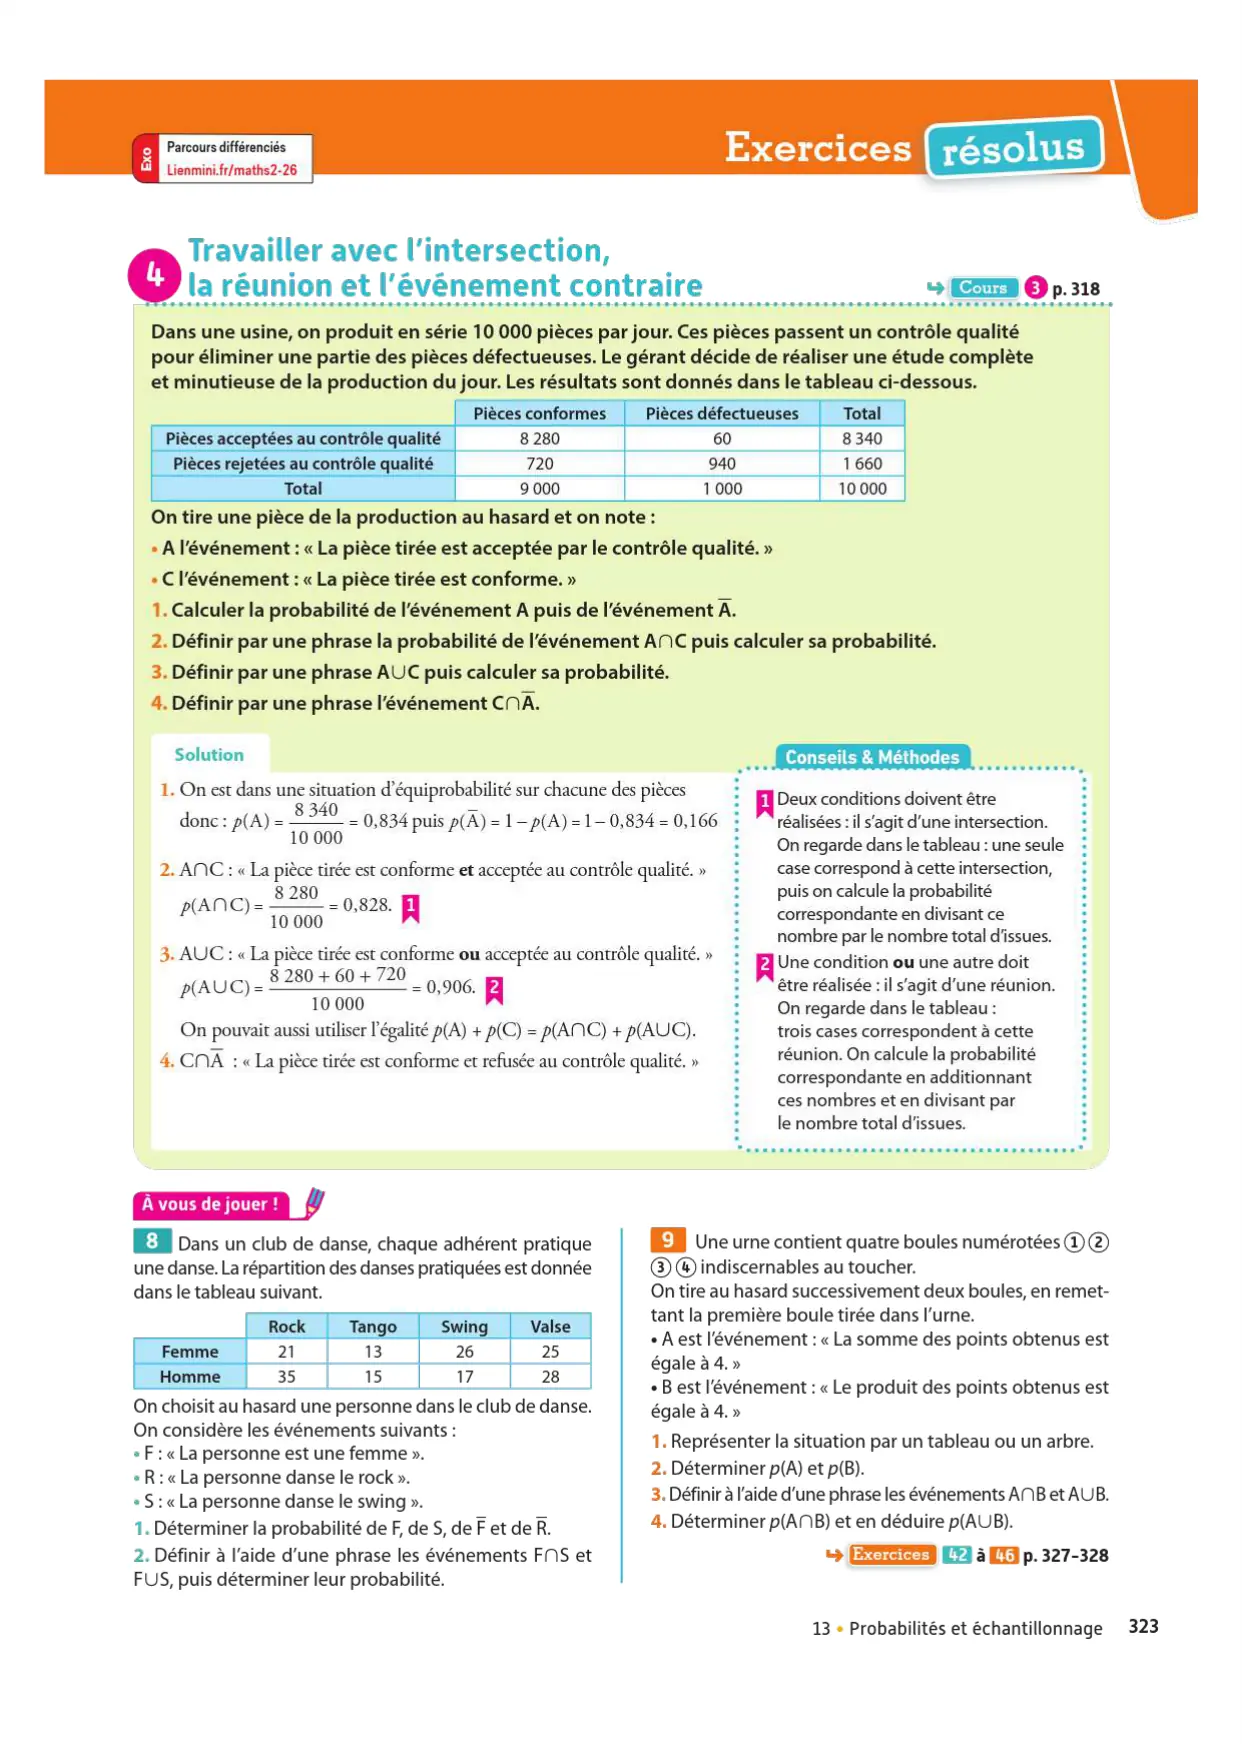 Exo
Parcours différenciés
Lienmini.fr/maths2-26
Exercices résolus
4
Travailler avec l'intersection,
la réunion et l'événement contraire
Cours 3 p. 318
Dans une usine, on produit en série 10 000 pièces par jour. Ces pièces passent un contrôle qualité
pour éliminer une partie des pièces défectueuses. Le gérant décide de réaliser une étude complète
et minutieuse de la production du jour. Les résultats sont donnés dans le tableau ci-dessous.
Pièces conformes Pièces défectueuses Total
Pièces acceptées au contrôle qualité 8 280 60 8 340
Pièces rejetées au contrôle qualité 720 940 1 660
Total 9 000 1 000 10 000
On tire une pièce de la production au hasard et on note :
• A l'événement : « La pièce tirée est acceptée par le contrôle qualité. »
• C l'événement : « La pièce tirée est conforme. »
1. Calculer la probabilité de l'événement A puis de l'événement A̅.
2. Définir par une phrase la probabilité de l'événement A∩C puis calculer sa probabilité.
3. Définir par une phrase A∪C puis calculer sa probabilité.
4. Définir par une phrase l'événement C∩A̅.
Solution
1. On est dans une situation d'équiprobabilité sur chacune des pièces
donc : p(A) = 8 340 / 10 000 = 0,834 puis p(A̅) = 1 – p(A) = 1 – 0,834 = 0,166
2. A∩C : « La pièce tirée est conforme et acceptée au contrôle qualité. »
p(A∩C) = 8 280 / 10 000 = 0,828. 1
3. A∪C : « La pièce tirée est conforme ou acceptée au contrôle qualité. »
p(A∪C) = 8 280 + 60 + 720 / 10 000 = 0,906. 2
On pouvait aussi utiliser l'égalité p(A) + p(C) = p(A∩C) + p(A∪C).
4. C∩A̅ : « La pièce tirée est conforme et refusée au contrôle qualité. »
Conseils & Méthodes
1 Deux conditions doivent être
réalisées : il s'agit d'une intersection.
On regarde dans le tableau : une seule
case correspond à cette intersection,
puis on calcule la probabilité
correspondante en divisant ce
nombre par le nombre total d'issues.
2 Une condition ou une autre doit
être réalisée : il s'agit d'une réunion.
On regarde dans le tableau :
trois cases correspondent à cette
réunion. On calcule la probabilité
correspondante en additionnant
ces nombres et en divisant par
le nombre total d'issues.
À vous de jouer !
8 Dans un club de danse, chaque adhérent pratique
une danse. La répartition des danses pratiquées est donnée
dans le tableau suivant.
Rock Tango Swing Valse
Femme 21 13 26 25
Homme 35 15 17 28
On choisit au hasard une personne dans le club de danse.
On considère les événements suivants :
• F : « La personne est une femme ».
• R : « La personne danse le rock ».
• S : « La personne danse le swing ».
1. Déterminer la probabilité de F, de S, de F̅ et de R̅.
2. Définir à l'aide d'une phrase les événements F∩S et
F∪S, puis déterminer leur probabilité.
9 Une urne contient quatre boules numérotées ① ②
③ ④ indiscernables au toucher.
On tire au hasard successivement deux boules, en remet-
tant la première boule tirée dans l'urne.
• A est l'événement : « La somme des points obtenus est
égale à 4. »
• B est l'événement : « Le produit des points obtenus est
égale à 4. »
1. Représenter la situation par un tableau ou un arbre.
2. Déterminer p(A) et p(B).
3. Définir à l'aide d'une phrase les événements A∩B et A∪B.
4. Déterminer p(A∩B) et en déduire p(A∪B).
Exercices 42 à 46 p. 327-328
13 • Probabilités et échantillonnage 323